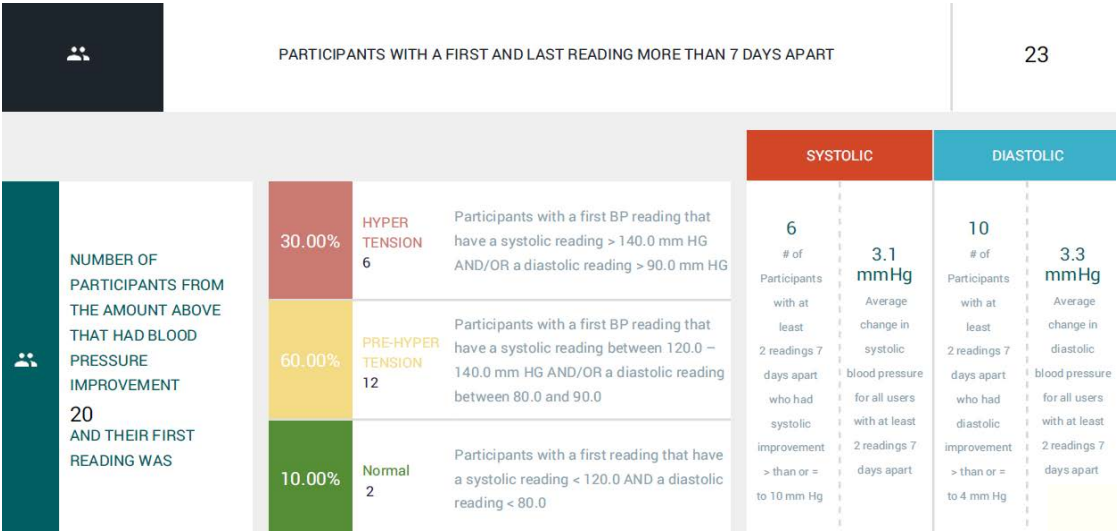 PARTICIPANTS WITH A FIRST AND LAST READING MORE THAN 7 DAYS APART
23
NUMBER OF
PARTICIPANTS FROM
THE AMOUNT ABOVE
THAT HAD BLOOD
PRESSURE
IMPROVEMENT
20
AND THEIR FIRST
READING WAS
30.00%
HYPER
TENSION
6
Participants with a first BP reading that
have a systolic reading > 140.0 mm HG
AND/OR a diastolic reading > 90.0 mm HG
60.00%
PRE-HYPER
TENSION
12
Participants with a first BP reading that
have a systolic reading between 120.0 –
140.0 mm HG AND/OR a diastolic reading
between 80.0 and 90.0
10.00%
Normal
2
Participants with a first reading that have
a systolic reading < 120.0 AND a diastolic
reading < 80.0
SYSTOLIC
6
# of
Participants
with at
least
2 readings 7
days apart
who had
systolic
improvement
> than or =
to 10 mm Hg
3.1
mmHg
Average
change in
systolic
blood pressure
for all users
with at least
2 readings 7
days apart
DIASTOLIC
10
# of
Participants
with at
least
2 readings 7
days apart
who had
diastolic
improvement
> than or =
to 4 mm Hg
3.3
mmHg
Average
change in
diastolic
blood pressure
for all users
with at least
2 readings 7
days apart